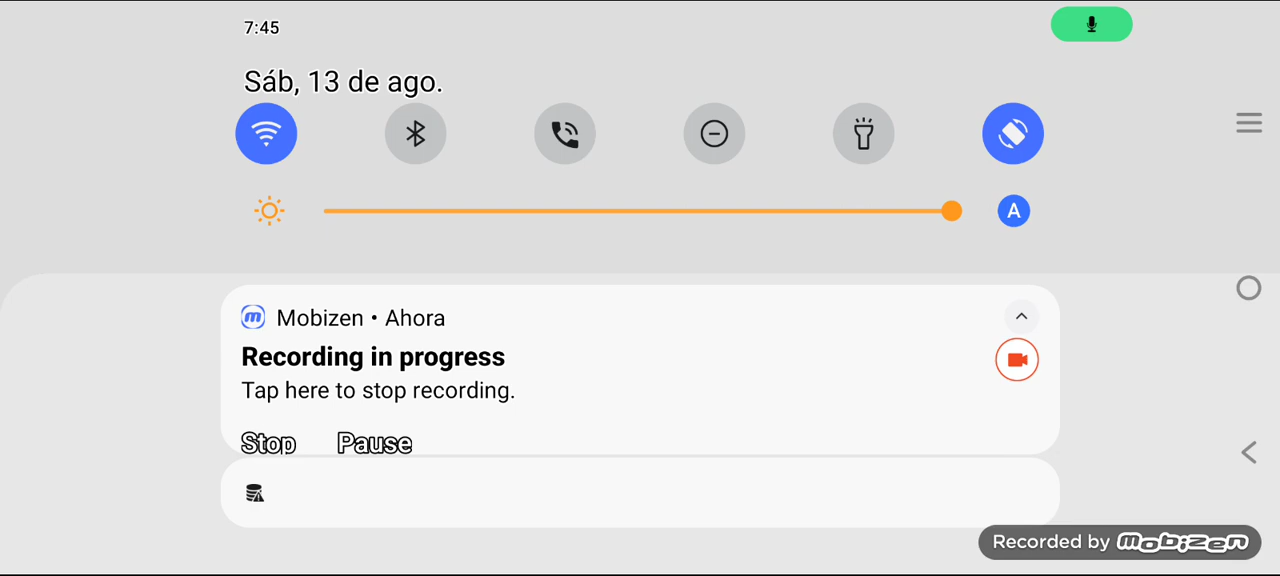 7:45
Sáb, 13 de ago.
A
m Mobizen • Ahora
Recording in progress
Tap here to stop recording.
Stop Pause
Recorded by mobizen